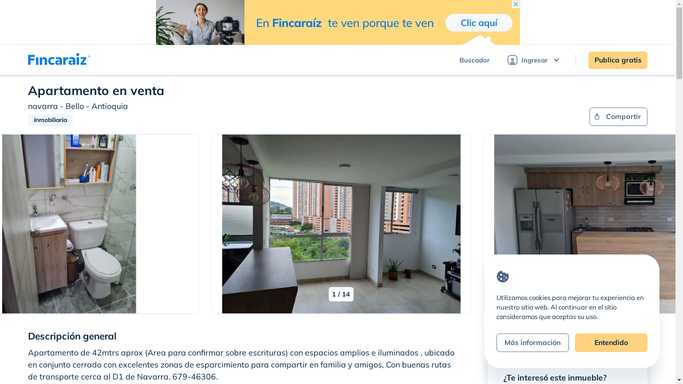 En Fincaraíz te ven porque te ven
Clic aquí
Fincaraíz
Buscador
Ingresar
Publica gratis
Apartamento en venta
navarra - Bello - Antioquia
Inmobiliaria
Compartir
1 / 14
Utilizamos cookies para mejorar tu experiencia en
nuestro sitio web. Al continuar en el sitio
consideramos que aceptas su uso.
Más información
Entendido
Descripción general
Apartamento de 42mtrs aprox (Area para confirmar sobre escrituras) con espacios amplios e iluminados , ubicado
en conjunto cerrado con excelentes zonas de esparcimiento para compartir en familia y amigos, Con buenas rutas
de transporte cerca al D1 de Navarra. 679-46306.
¿Te interesó este inmueble?